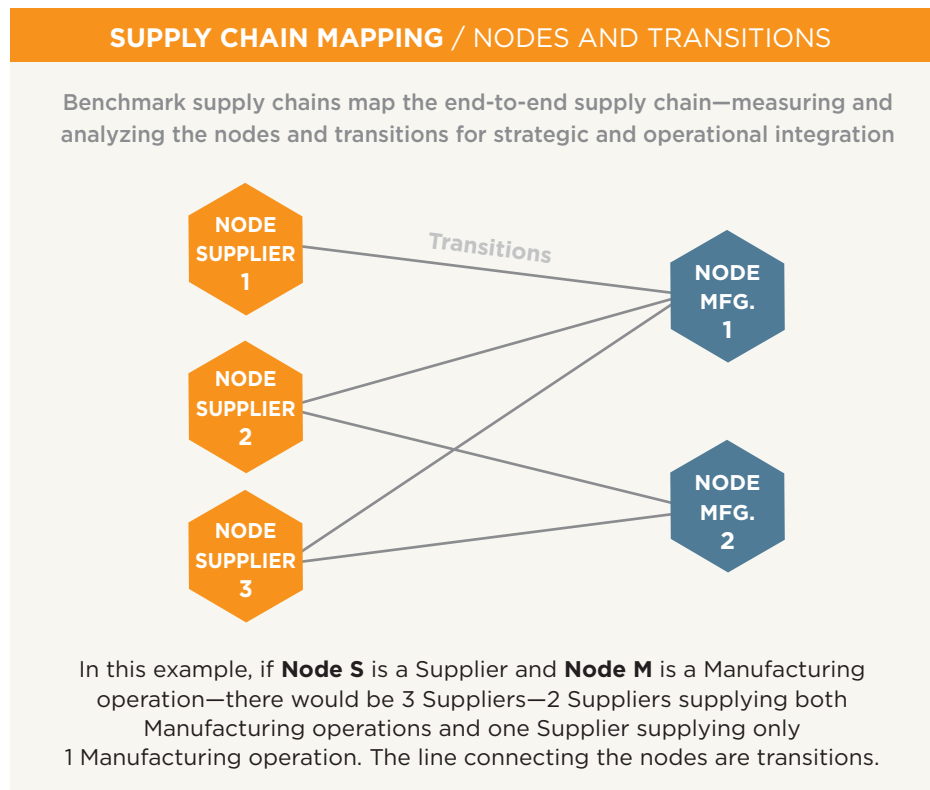 SUPPLY CHAIN MAPPING / NODES AND TRANSITIONS
Benchmark supply chains map the end-to-end supply chain—measuring and
analyzing the nodes and transitions for strategic and operational integration
NODE
SUPPLIER
1
Transitions
NODE
MFG.
1
NODE
SUPPLIER
2
NODE
MFG.
2
NODE
SUPPLIER
3
In this example, if Node S is a Supplier and Node M is a Manufacturing
operation—there would be 3 Suppliers—2 Suppliers supplying both
Manufacturing operations and one Supplier supplying only
1 Manufacturing operation. The line connecting the nodes are transitions.